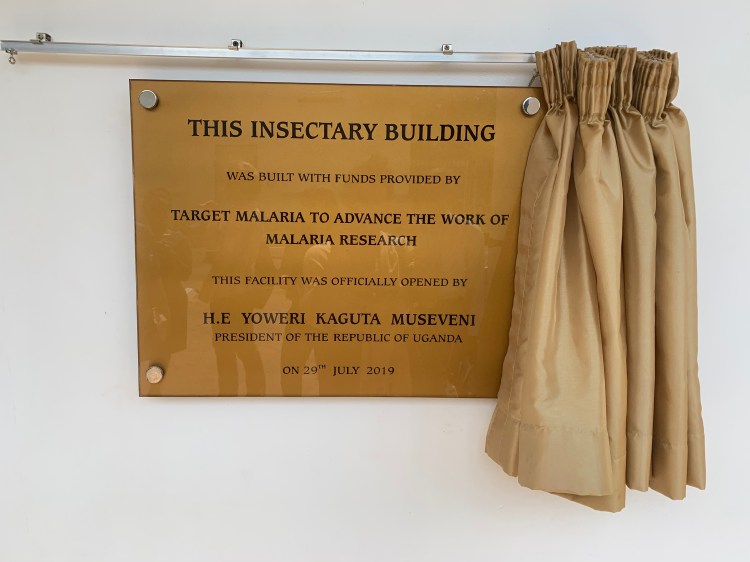 THIS INSECTARY BUILDING
WAS BUILT WITH FUNDS PROVIDED BY
TARGET MALARIA TO ADVANCE THE WORK OF
MALARIA RESEARCH
THIS FACILITY WAS OFFICIALLY OPENED BY
H.E YOWERI KAGUTA MUSEVENI
PRESIDENT OF THE REPUBLIC OF UGANDA
ON 29TH JULY 2019